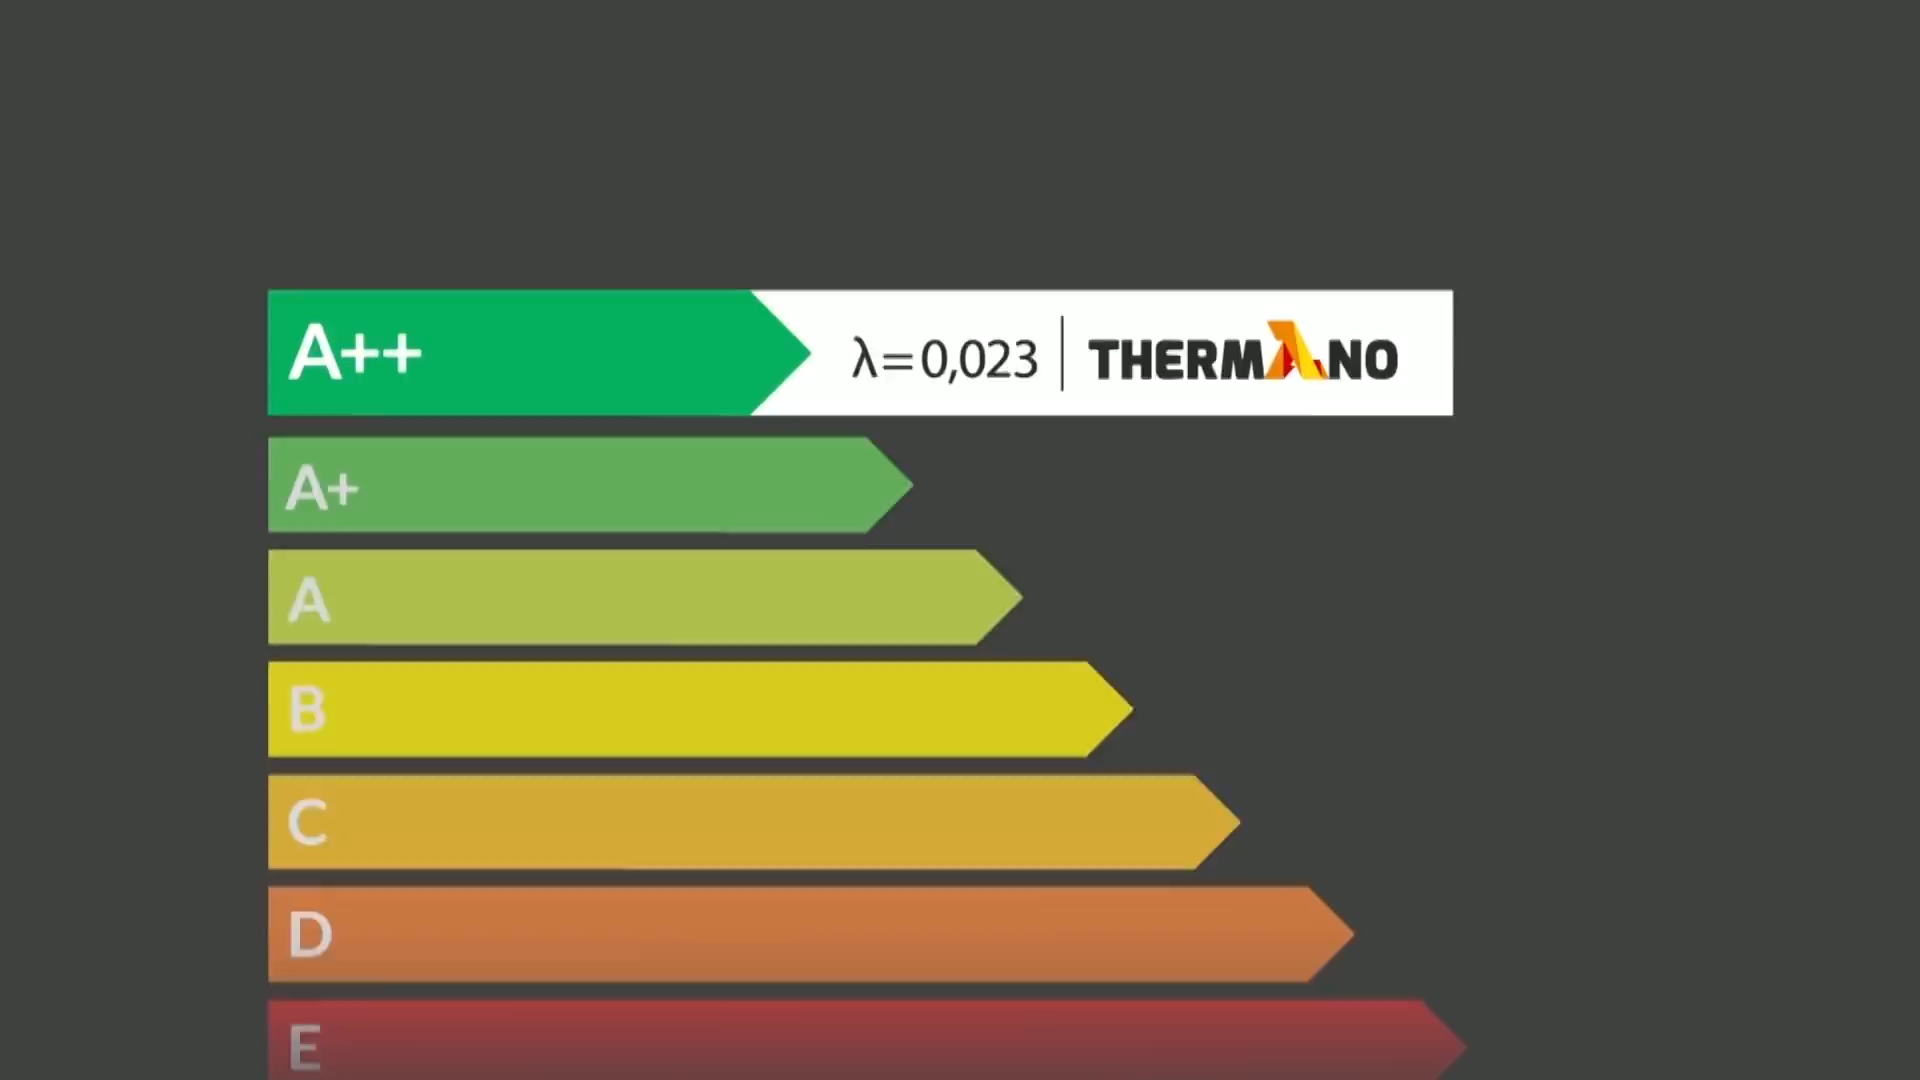 A++ λ=0,023 THERMANO
A+
A
B
C
D
E